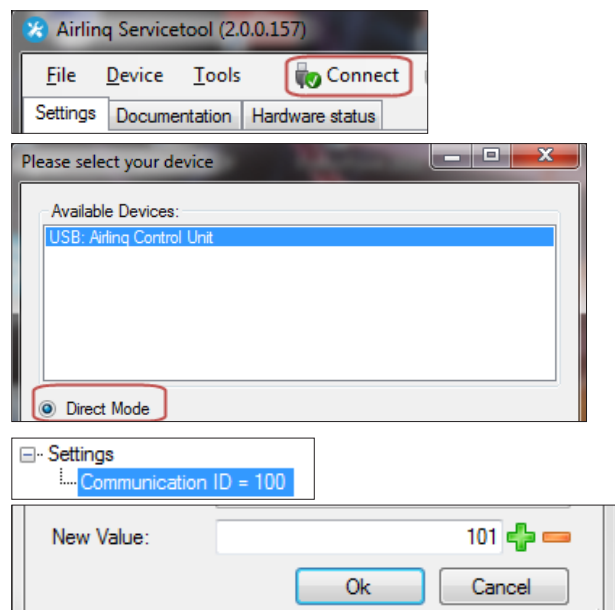 Airlinq Servicetool (2.0.0.157)
File Device Tools Connect
Settings Documentation Hardware status
Please select your device
Available Devices:
USB: Airlinq Control Unit
Direct Mode
Settings
Communication ID = 100
New Value: 101
Ok Cancel